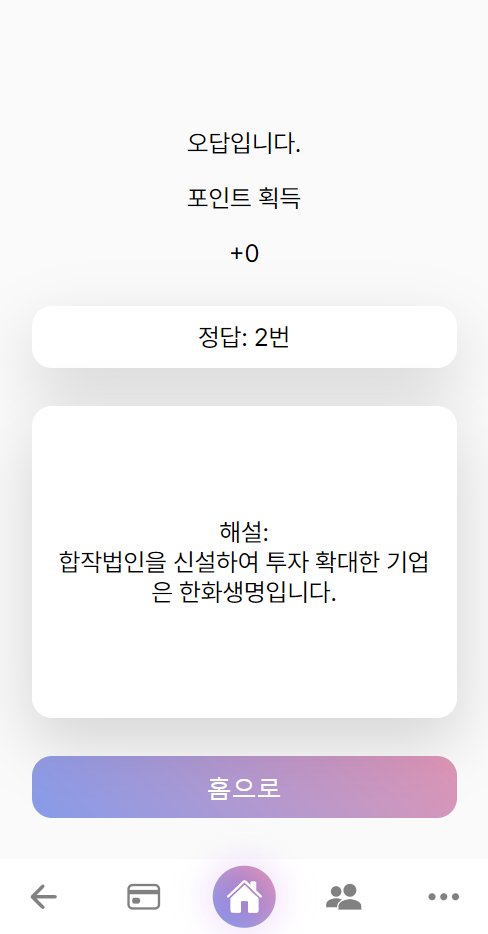 오답입니다.
포인트 획득
+0
정답: 2번
해설:
합작법인을 신설하여 투자 확대한 기업
은 한화생명입니다.
홈으로